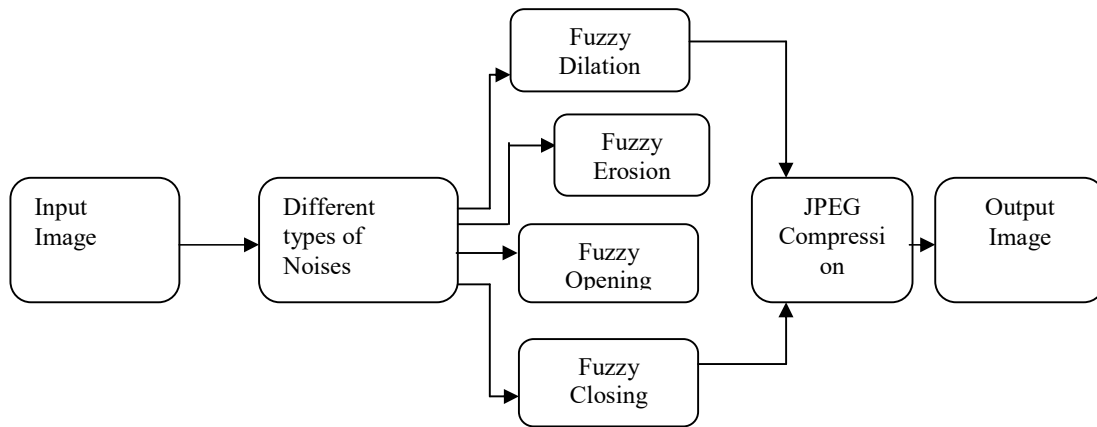 Input
Image
Different
types of
Noises
Fuzzy
Dilation
Fuzzy
Erosion
Fuzzy
Opening
Fuzzy
Closing
JPEG
Compressi
on
Output
Image